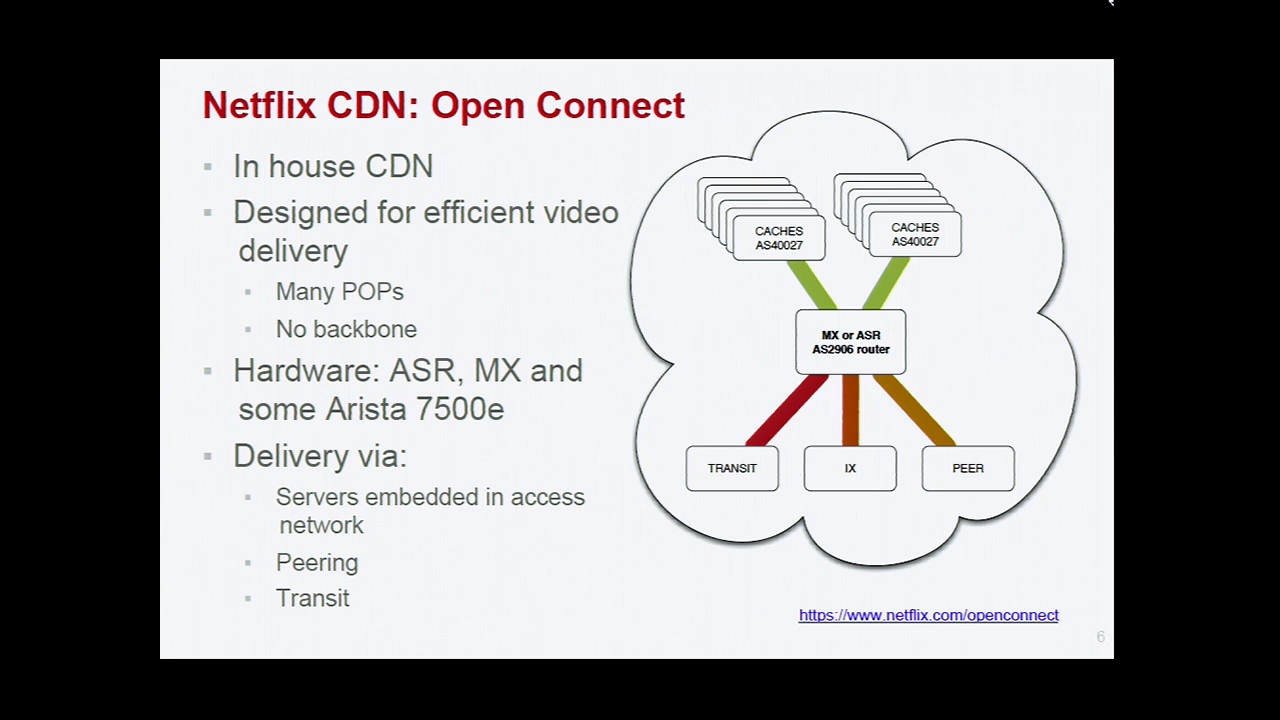 Netflix CDN: Open Connect
In house CDN
Designed for efficient video
delivery
Many POPs
No backbone
Hardware: ASR, MX and
some Arista 7500e
Delivery via:
Servers embedded in access
network
Peering
Transit
CACHES
AS40027
CACHES
AS40027
MX or ASR
AS2906 router
TRANSIT
IX
PEER
https://www.netflix.com/openconnect
6